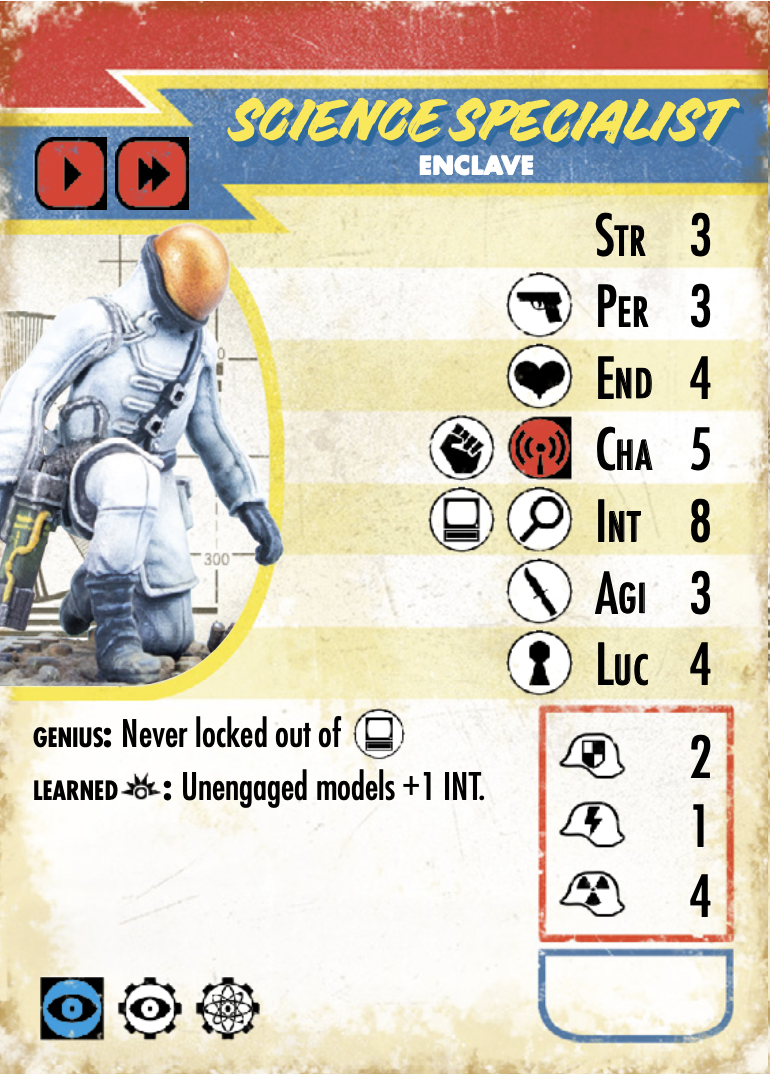 SCIENCE SPECIALIST
ENCLAVE
STR 3
PER 3
END 4
CHA 5
INT 8
AGI 3
LUC 4
0
300
GENIUS: Never locked out of
LEARNED : Unengaged models +1 INT.
2
1
4